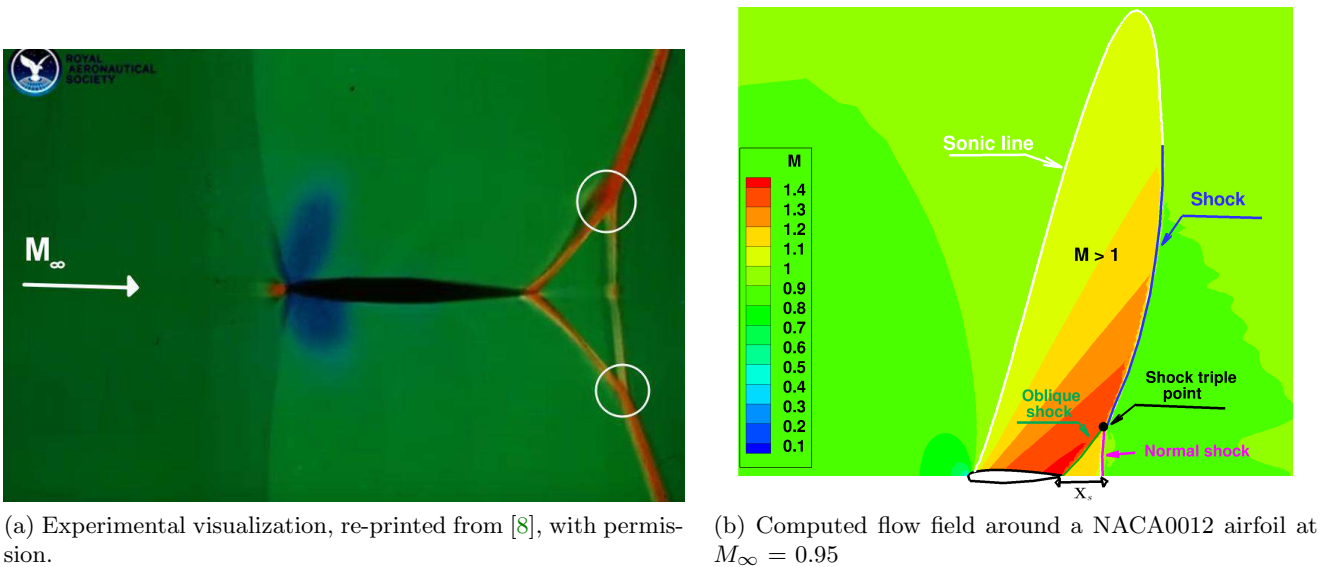 ROYAL
AERONAUTICAL
SOCIETY
M∞
(a) Experimental visualization, re-printed from [8], with permis-
sion.
Sonic line
M
1.4
1.3
1.2
1.1
1
0.9
0.8
0.7
0.6
0.5
0.4
0.3
0.2
0.1
Shock
M > 1
Shock triple
point
Oblique
shock
Normal shock
Xs
(b) Computed flow field around a NACA0012 airfoil at
M∞ = 0.95